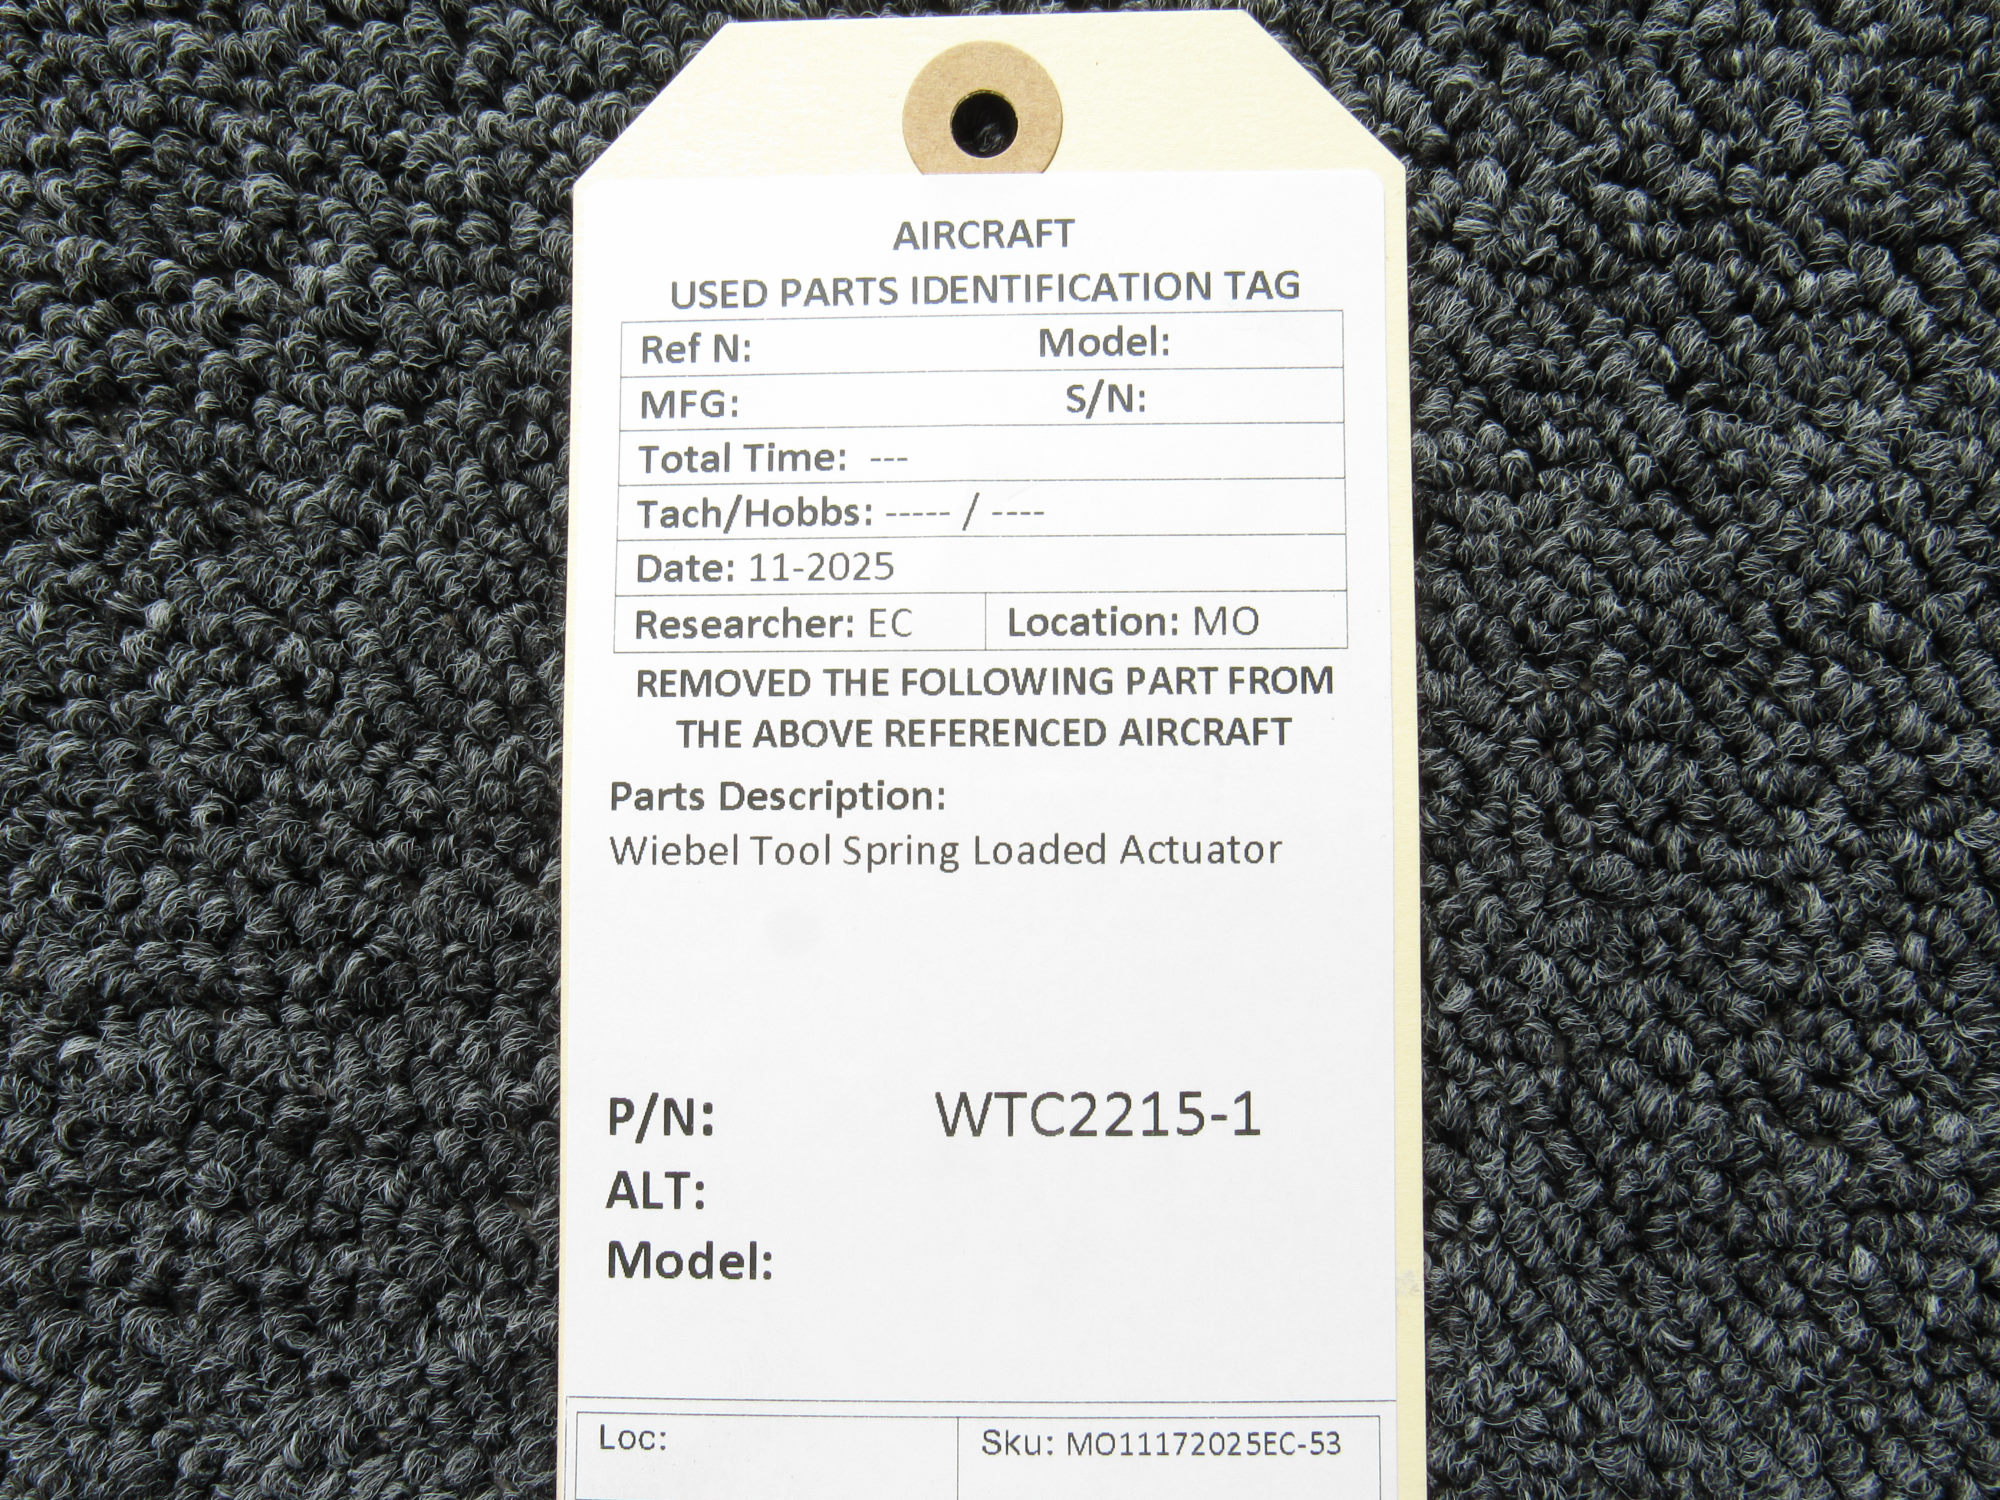 AIRCRAFT
USED PARTS IDENTIFICATION TAG
Ref N: Model:
MFG: S/N:
Total Time: ---
Tach/Hobbs: ----- / ----
Date: 11-2025
Researcher: EC Location: MO
REMOVED THE FOLLOWING PART FROM
THE ABOVE REFERENCED AIRCRAFT
Parts Description:
Wiebel Tool Spring Loaded Actuator
P/N: WTC2215-1
ALT:
Model:
Loc: Sku: MO11172025EC-53